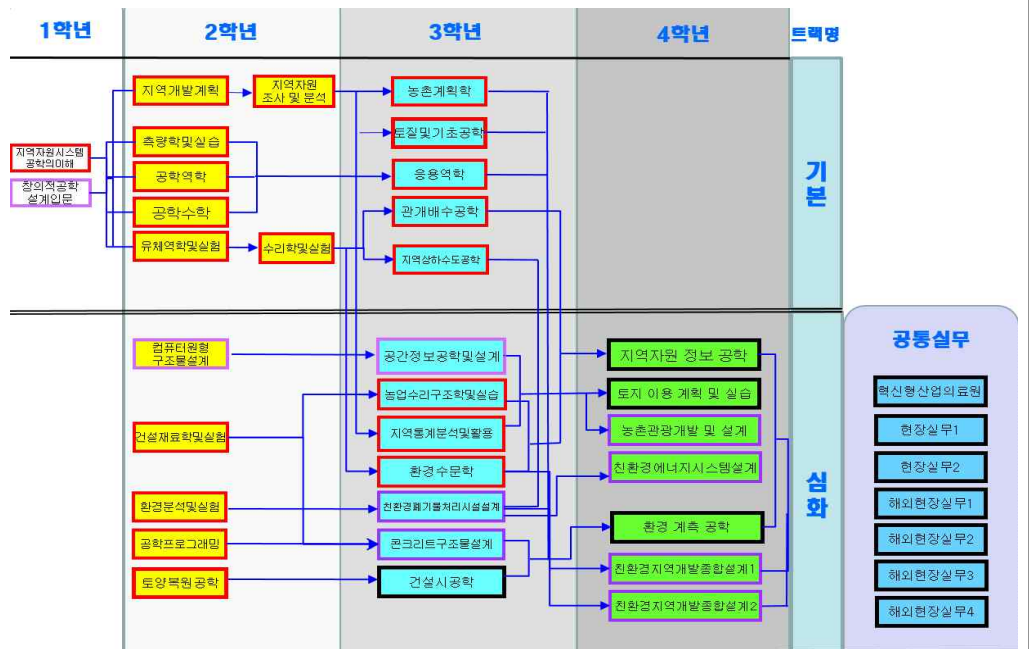 1학년
2학년
3학년
4학년
트랙명
지역개발계획
지역자원
조사 및 분석
농촌계획학
측량학및실습
토질및기초공학
지역자원시스템
공학의이해
공학역학
응용역학
기본
창의적공학
설계입문
공학수학
관개배수공학
유체역학및실험
수리학및실험
지역상하수도공학
공통실무
컴퓨터원형
구조물설계
공간정보공학및설계
지역자원 정보 공학
농업수리구조학및실습
토지 이용 계획 및 실습
혁신형산업의료원
건설재료학및실험
지역통계분석및활용
농촌관광개발 및 설계
현장실무1
환경수문학
친환경에너지시스템설계
현장실무2
심화
환경분석및실험
친환경폐기물처리시설설계
환경 계측 공학
해외현장실무1
공학프로그래밍
콘크리트구조물설계
해외현장실무2
토양복원공학
건설시공학
친환경지역개발종합설계1
해외현장실무3
친환경지역개발종합설계2
해외현장실무4